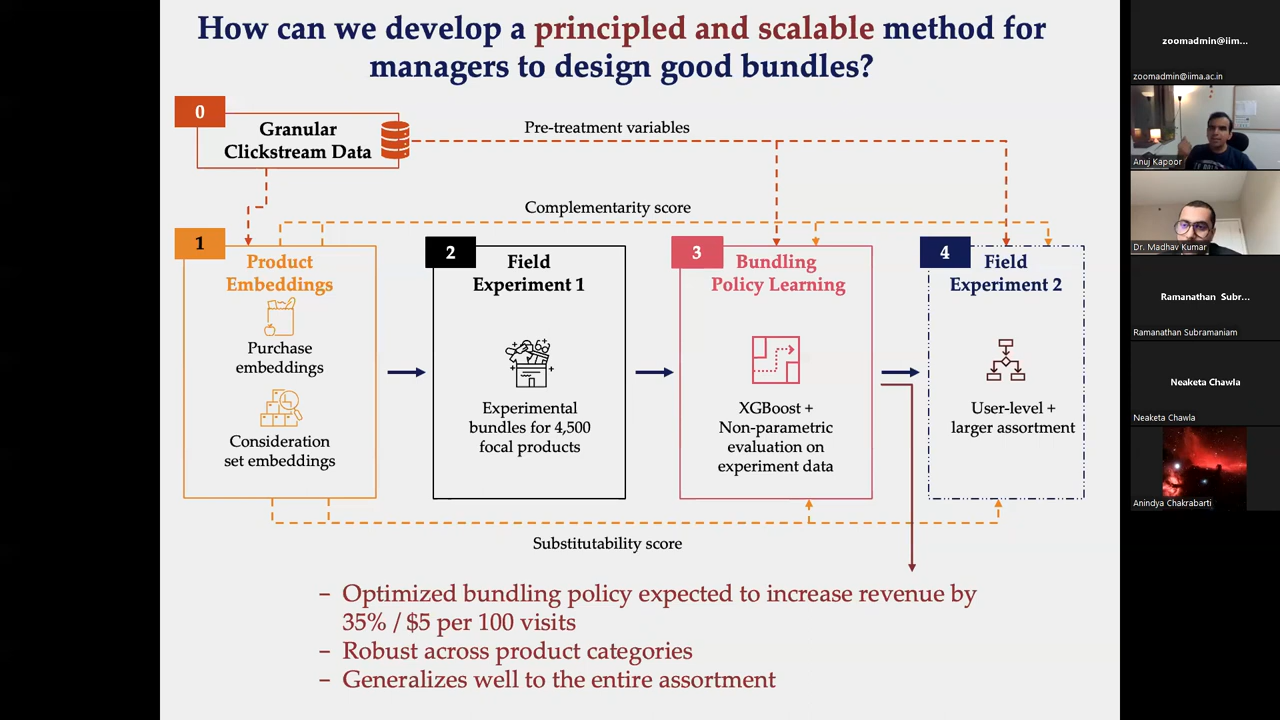 How can we develop a principled and scalable method for
managers to design good bundles?
0
Granular
Clickstream Data
Pre-treatment variables
Complementarity score
1
Product
Embeddings
Purchase
embeddings
Consideration
set embeddings
2
Field
Experiment 1
Experimental
bundles for 4,500
focal products
3
Bundling
Policy Learning
XGBoost +
Non-parametric
evaluation on
experiment data
4
Field
Experiment 2
User-level +
larger assortment
Substitutability score
– Optimized bundling policy expected to increase revenue by
35% / $5 per 100 visits
– Robust across product categories
– Generalizes well to the entire assortment
zoomadmin@iim...
zoomadmin@iima.ac.in
Anuj Kapoor
Dr. Madhav Kumar
Ramanathan Subr...
Ramanathan Subramaniam
Neaketa Chawla
Neaketa Chawla
Anindya Chakrabarti